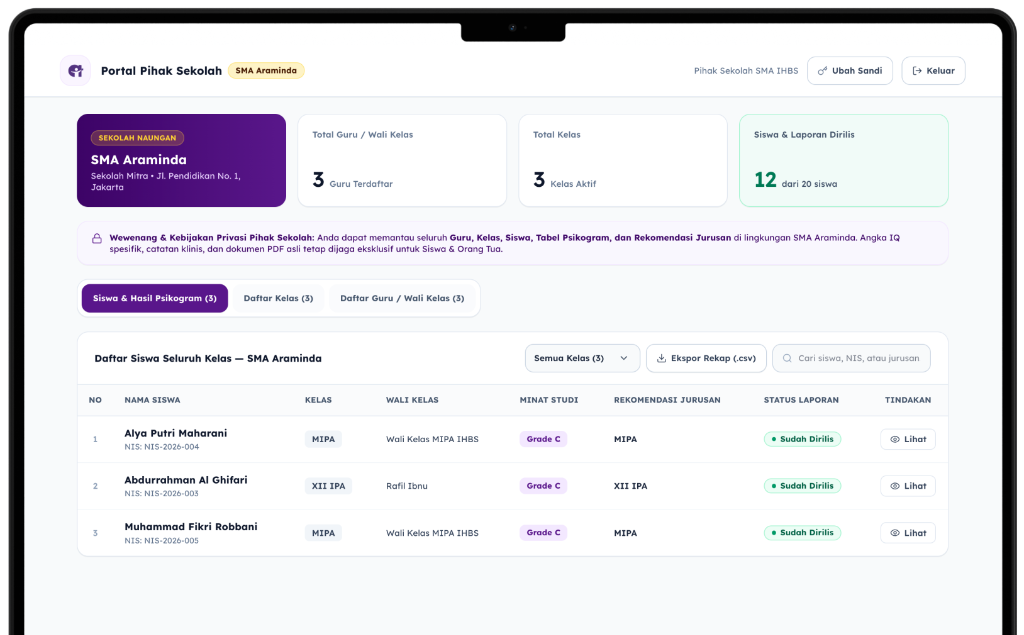 Portal Pihak Sekolah SMA Araminda
Pihak Sekolah SMA IHBS Ubah Sandi Keluar
SEKOLAH NAUNGAN
SMA Araminda
Sekolah Mitra • Jl. Pendidikan No. 1,
Jakarta
Total Guru / Wali Kelas
3 Guru Terdaftar
Total Kelas
3 Kelas Aktif
Siswa & Laporan Dirilis
12 dari 20 siswa
Wewenang & Kebijakan Privasi Pihak Sekolah: Anda dapat memantau seluruh Guru, Kelas, Siswa, Tabel Psikogram, dan Rekomendasi Jurusan di lingkungan SMA Araminda. Angka IQ
spesifik, catatan klinis, dan dokumen PDF asli tetap dijaga eksklusif untuk Siswa & Orang Tua.
Siswa & Hasil Psikogram (3) Daftar Kelas (3) Daftar Guru / Wali Kelas (3)
Daftar Siswa Seluruh Kelas — SMA Araminda Semua Kelas (3) Ekspor Rekap (.csv) Cari siswa, NIS, atau jurusan
NO NAMA SISWA KELAS WALI KELAS MINAT STUDI REKOMENDASI JURUSAN STATUS LAPORAN TINDAKAN
1 Alya Putri Maharani MIPA Wali Kelas MIPA IHBS Grade C MIPA Sudah Dirilis Lihat
NIS: NIS-2026-004
2 Abdurrahman Al Ghifari XII IPA Rafil Ibnu Grade C XII IPA Sudah Dirilis Lihat
NIS: NIS-2026-003
3 Muhammad Fikri Robbani MIPA Wali Kelas MIPA IHBS Grade C MIPA Sudah Dirilis Lihat
NIS: NIS-2026-005